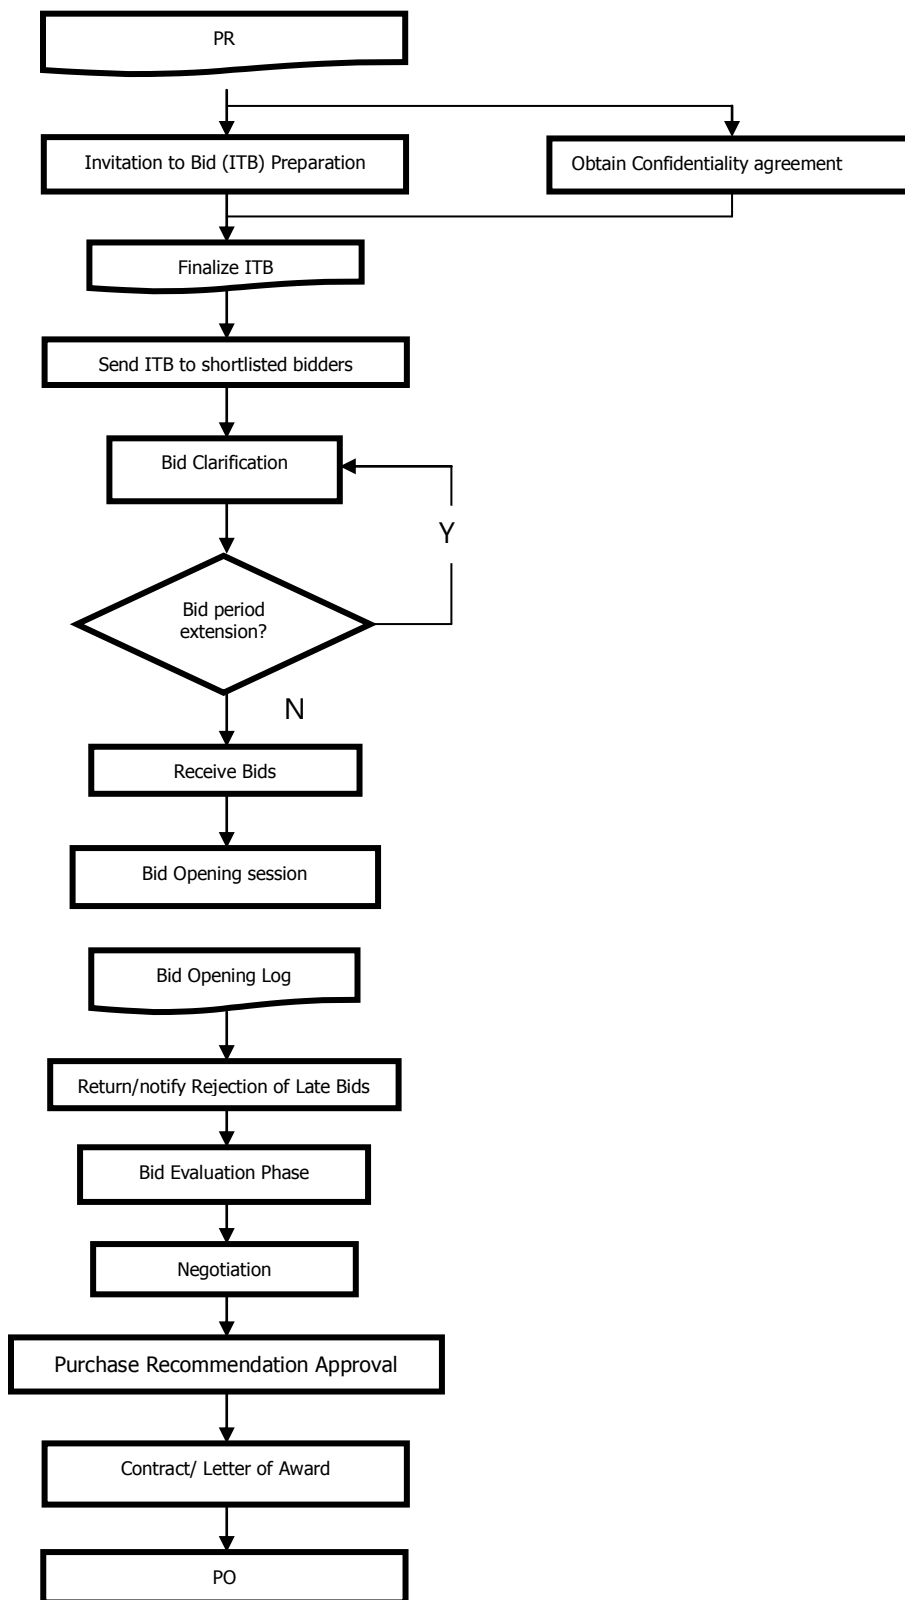 PR
Invitation to Bid (ITB) Preparation
Obtain Confidentiality agreement
Finalize ITB
Send ITB to shortlisted bidders
Bid Clarification
Y
Bid period
extension?
N
Receive Bids
Bid Opening session
Bid Opening Log
Return/notify Rejection of Late Bids
Bid Evaluation Phase
Negotiation
Purchase Recommendation Approval
Contract/ Letter of Award
PO